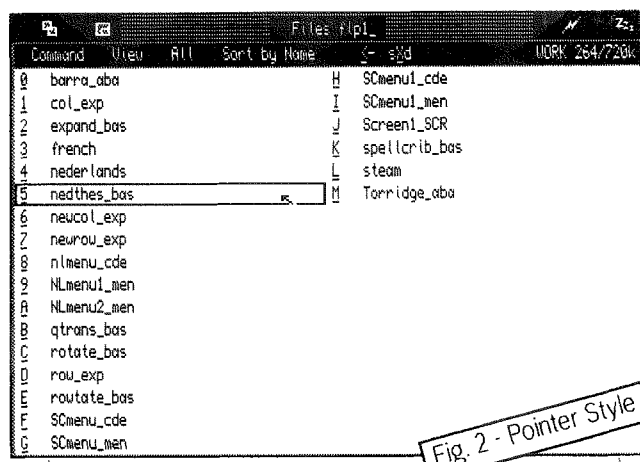 Files flp1_
Command View All Sort by Name <- sXd WORK 264/720k
0 barra_aba
1 col_exp
2 expand_bas
3 french
4 nederlands
5 nedthes_bas
6 newcol_exp
7 newrow_exp
8 nlmenu_cde
9 NLmenu1_men
A NLmenu2_men
B qtrans_bas
C rotate_bas
D row_exp
E rowtate_bas
F SCmenu_cde
G SCmenu_men
H SCmenu1_cde
I SCmenu1_men
J Screen1_SCR
K spellcrib_bas
L steam
M Torridge_aba
Fig. 2 - Pointer Style